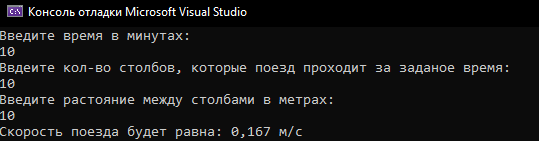 Консоль отладки Microsoft Visual Studio
Введите время в минутах:
10
Ввдеите кол-во столбов, которые поезд проходит за заданое время:
10
Введите растояние между столбами в метрах:
10
Скорость поезда будет равна: 0,167 м/с